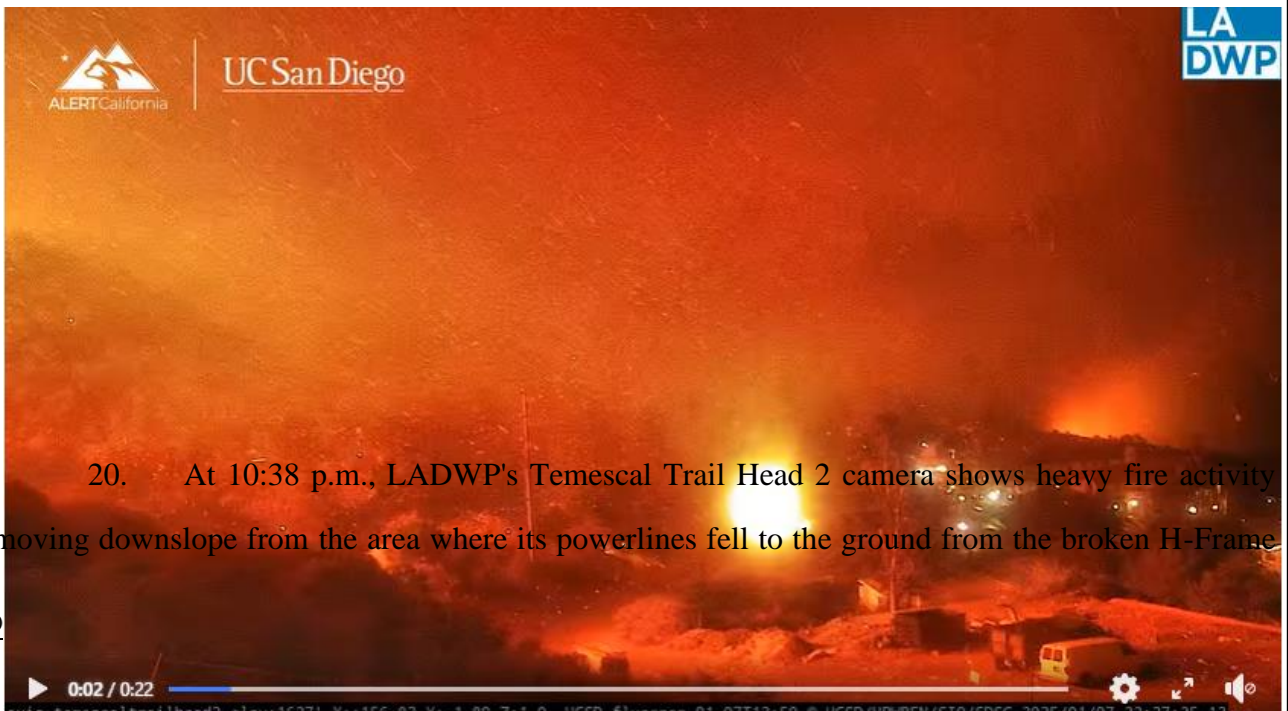 LA
DWP
UC San Diego
ALERTCalifornia
20. At 10:38 p.m., LADWP's Temescal Trail Head 2 camera shows heavy fire activity
moving downslope from the area where its powerlines fell to the ground from the broken H-Frame
0:02 / 0:22